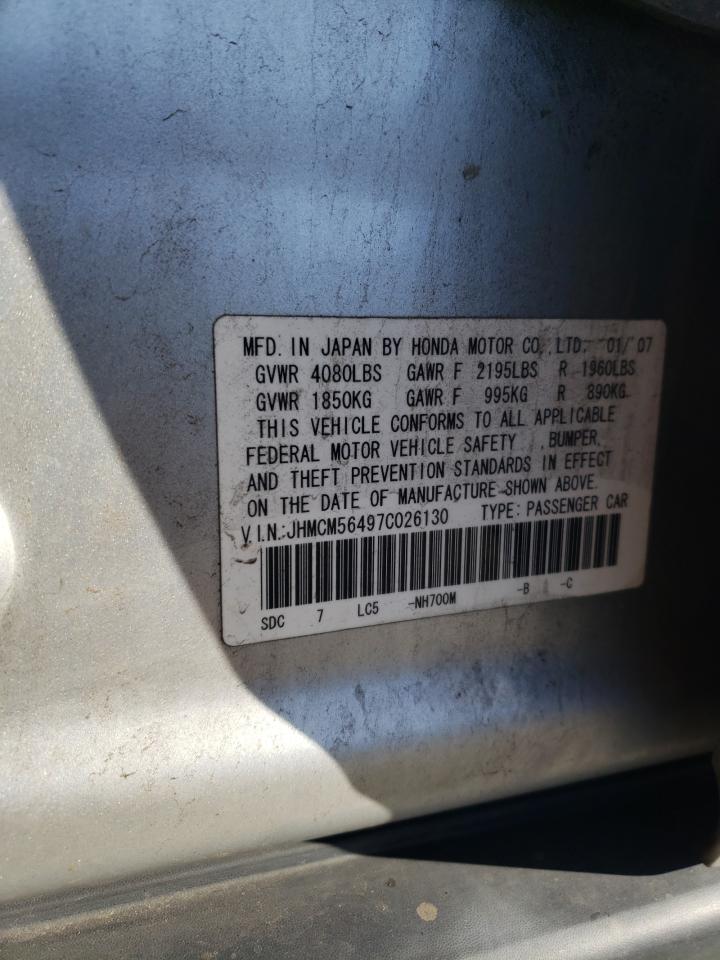 MFD. IN JAPAN BY HONDA MOTOR CO.,LTD. 01/ 07
GVWR 4080LBS GAWR F 2195LBS R 1960LBS
GVWR 1850KG GAWR F 995KG R 890KG
THIS VEHICLE CONFORMS TO ALL APPLICABLE
FEDERAL MOTOR VEHICLE SAFETY , BUMPER,
AND THEFT PREVENTION STANDARDS IN EFFECT
ON THE DATE OF MANUFACTURE SHOWN ABOVE.
V.I.N.:JHMCM56497C026130 TYPE: PASSENGER CAR
SDC 7 LC5 -NH700M -B -C